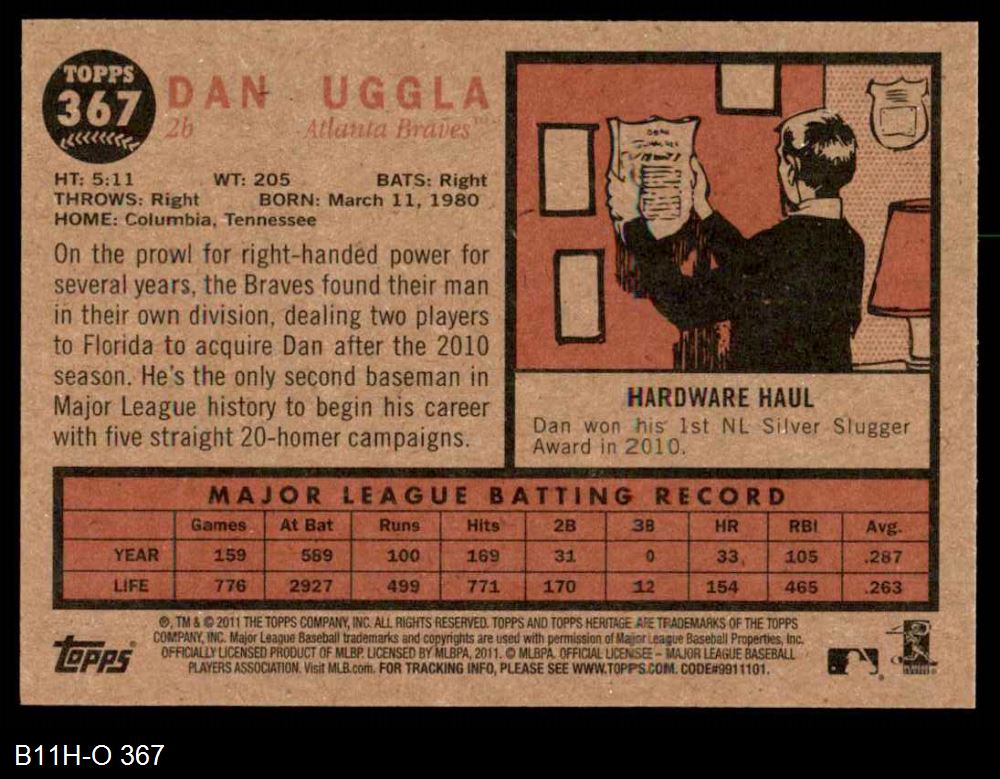 TOPPS
367
DAN UGGLA
2b Atlanta Braves™
HT: 5:11 WT: 205 BATS: Right
THROWS: Right BORN: March 11, 1980
HOME: Columbia, Tennessee
On the prowl for right-handed power for
several years, the Braves found their man
in their own division, dealing two players
to Florida to acquire Dan after the 2010
season. He's the only second baseman in
Major League history to begin his career
with five straight 20-homer campaigns.
HARDWARE HAUL
Dan won his 1st NL Silver Slugger
Award in 2010.
MAJOR LEAGUE BATTING RECORD
Games At Bat Runs Hits 2B 3B HR RBI Avg.
YEAR 159 589 100 169 31 0 33 105 .287
LIFE 776 2927 499 771 170 12 154 465 .263
®, TM & © 2011 THE TOPPS COMPANY, INC. ALL RIGHTS RESERVED. TOPPS AND TOPPS HERITAGE ARE TRADEMARKS OF THE TOPPS
COMPANY, INC. Major League Baseball trademarks and copyrights are used with permission of Major League Baseball Properties, Inc.
OFFICIALLY LICENSED PRODUCT OF MLBP. LICENSED BY MLBPA, 2011. © MLBPA. OFFICIAL LICENSEE – MAJOR LEAGUE BASEBALL
PLAYERS ASSOCIATION. Visit MLB.com. FOR TRACKING INFO, PLEASE SEE WWW.TOPPS.COM. CODE#9911101.
Topps
B11H-O 367